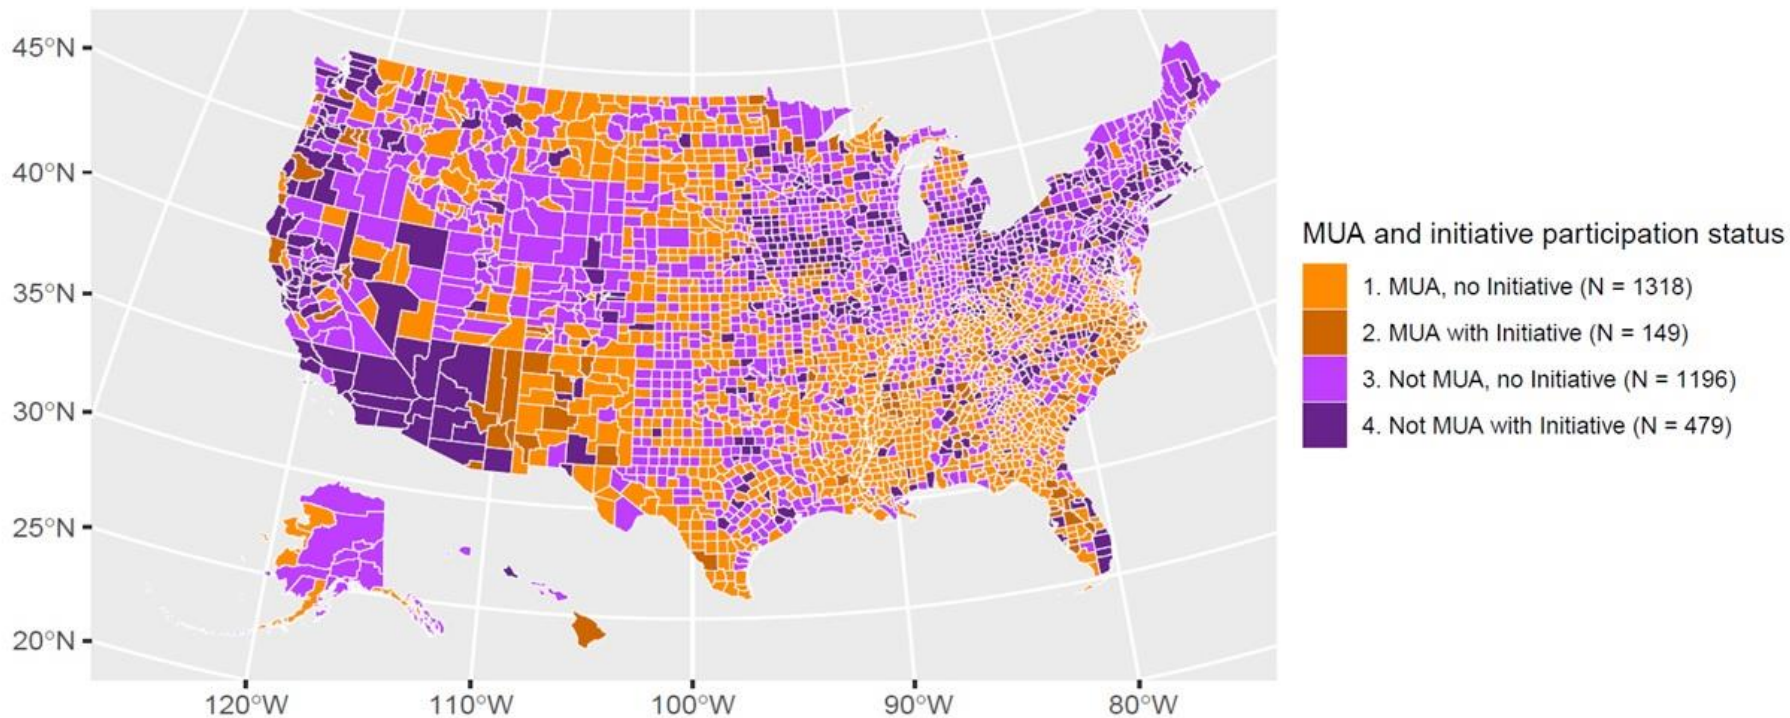 45°N
40°N
35°N
30°N
25°N
20°N
120°W 110°W 100°W 90°W 80°W
MUA and initiative participation status
1. MUA, no Initiative (N = 1318)
2. MUA with Initiative (N = 149)
3. Not MUA, no Initiative (N = 1196)
4. Not MUA with Initiative (N = 479)